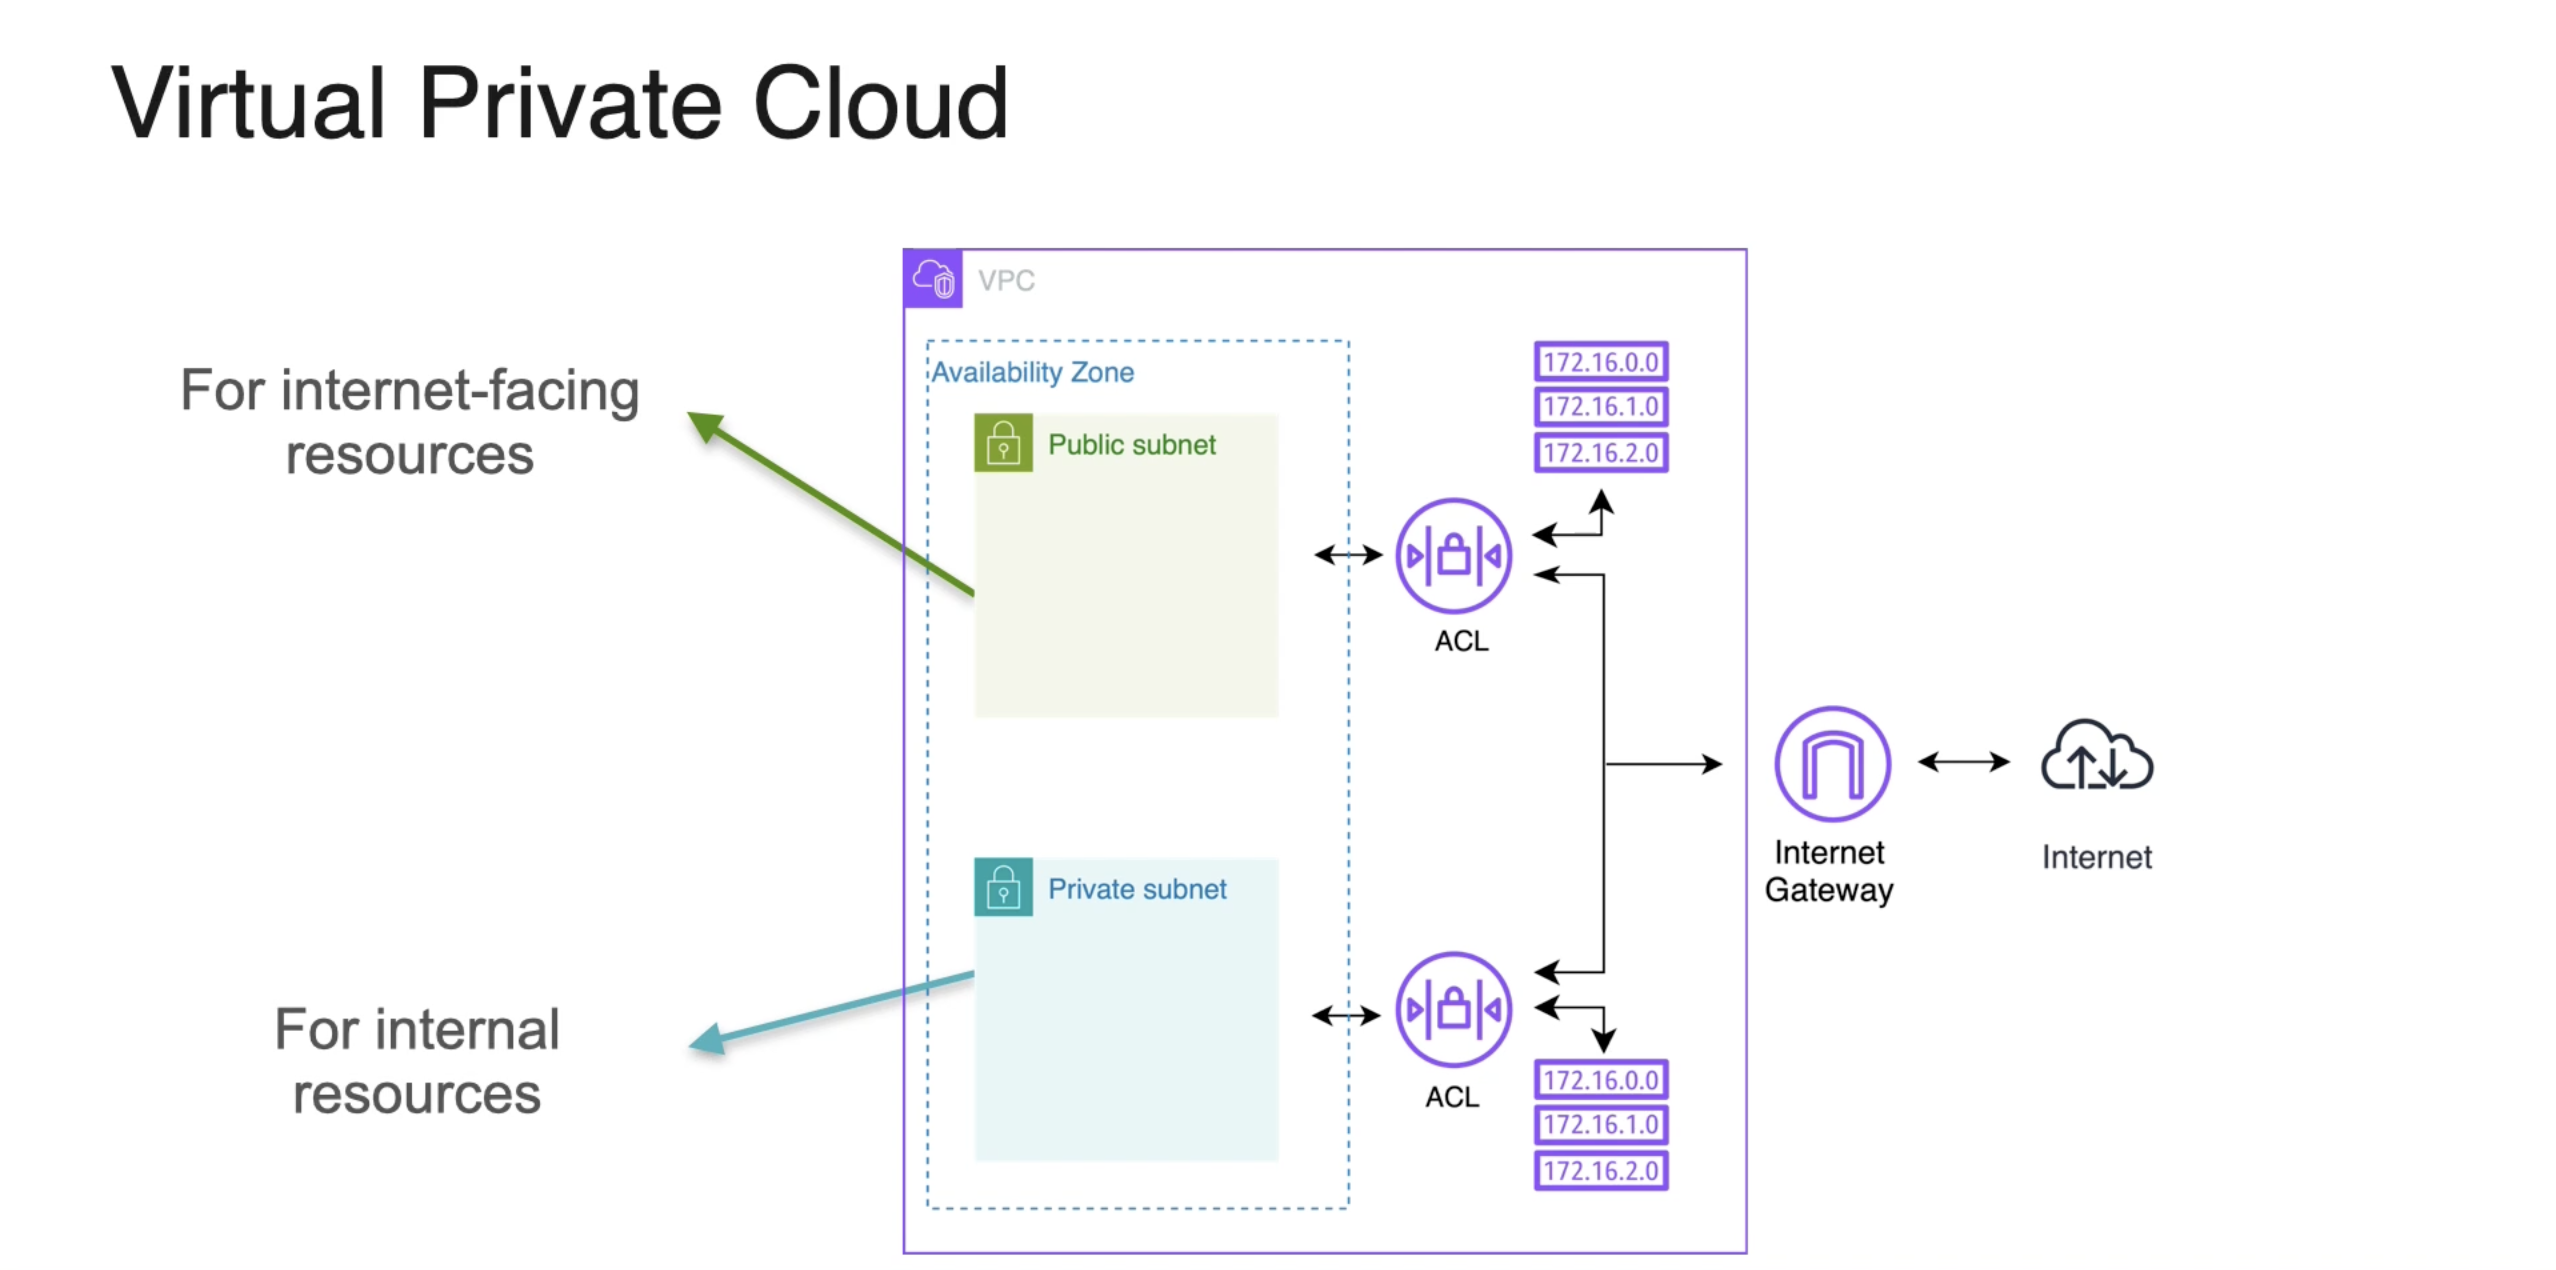 Virtual Private Cloud
VPC
For internet-facing
resources
Availability Zone
Public subnet
172.16.0.0
172.16.1.0
172.16.2.0
ACL
Internet
Gateway
Internet
Private subnet
For internal
resources
ACL
172.16.0.0
172.16.1.0
172.16.2.0